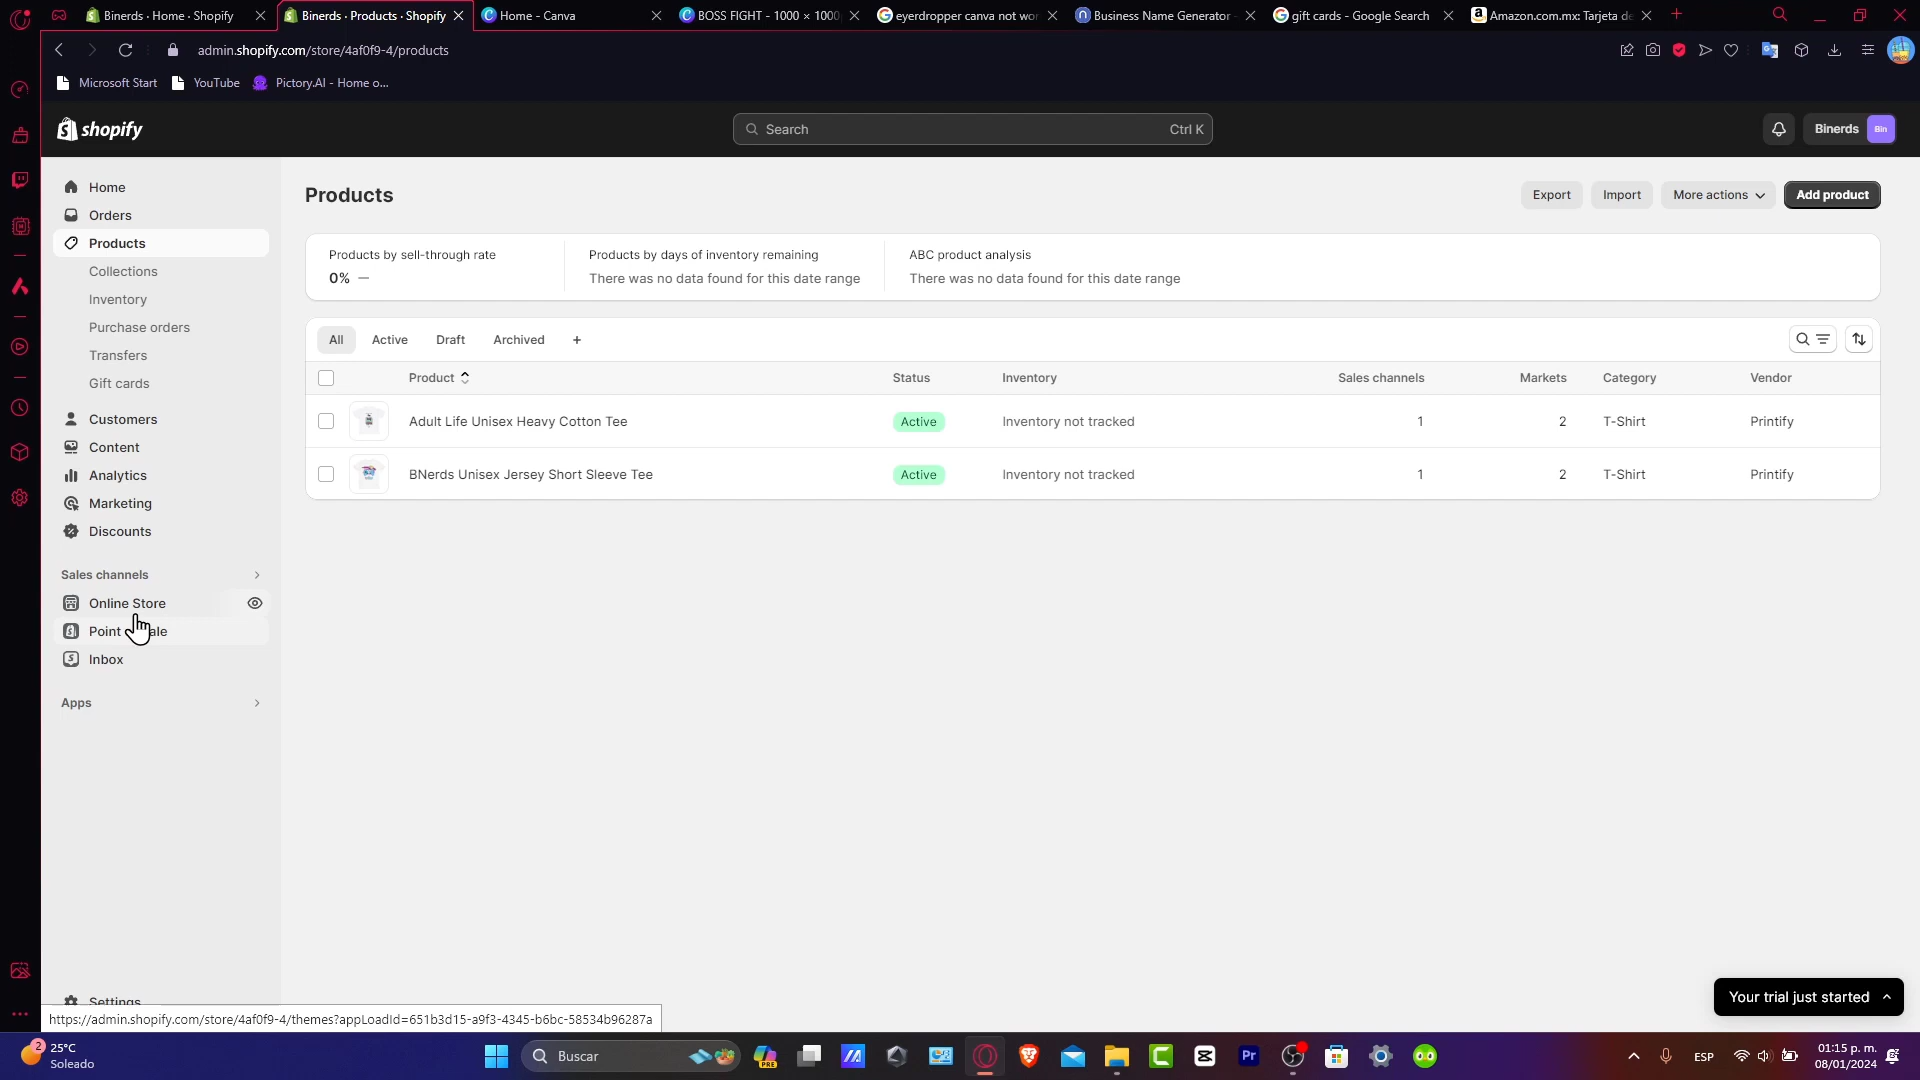 Binerds · Home · Shopify
Binerds · Products · Shopify
Home - Canva
BOSS FIGHT - 1000 × 1000
eyerdropper canva not wor
Business Name Generator -
gift cards - Google Search
Amazon.com.mx: Tarjeta de
admin.shopify.com/store/4af0f9-4/products
Microsoft Start
YouTube
Pictory.AI - Home o...
shopify
Search
Ctrl K
Binerds
Bin
Home
Orders
Products
Collections
Inventory
Purchase orders
Transfers
Gift cards
Customers
Content
Analytics
Marketing
Discounts
Sales channels
Online Store
Point ale
Inbox
Apps
Settings
Products
Export
Import
More actions
Add product
Products by sell-through rate
0% —
Products by days of inventory remaining
There was no data found for this date range
ABC product analysis
There was no data found for this date range
All
Active
Draft
Archived
+
Product
Status
Inventory
Sales channels
Markets
Category
Vendor
Adult Life Unisex Heavy Cotton Tee
Active
Inventory not tracked
1
2
T-Shirt
Printify
BNerds Unisex Jersey Short Sleeve Tee
Active
Inventory not tracked
1
2
T-Shirt
Printify
Your trial just started
https://admin.shopify.com/store/4af0f9-4/themes?appLoadId=651b3d15-a9f3-4345-b6bc-58534b96287a
2
25°C
Soleado
Buscar
PRE
Pr
ESP
01:15 p. m.
08/01/2024